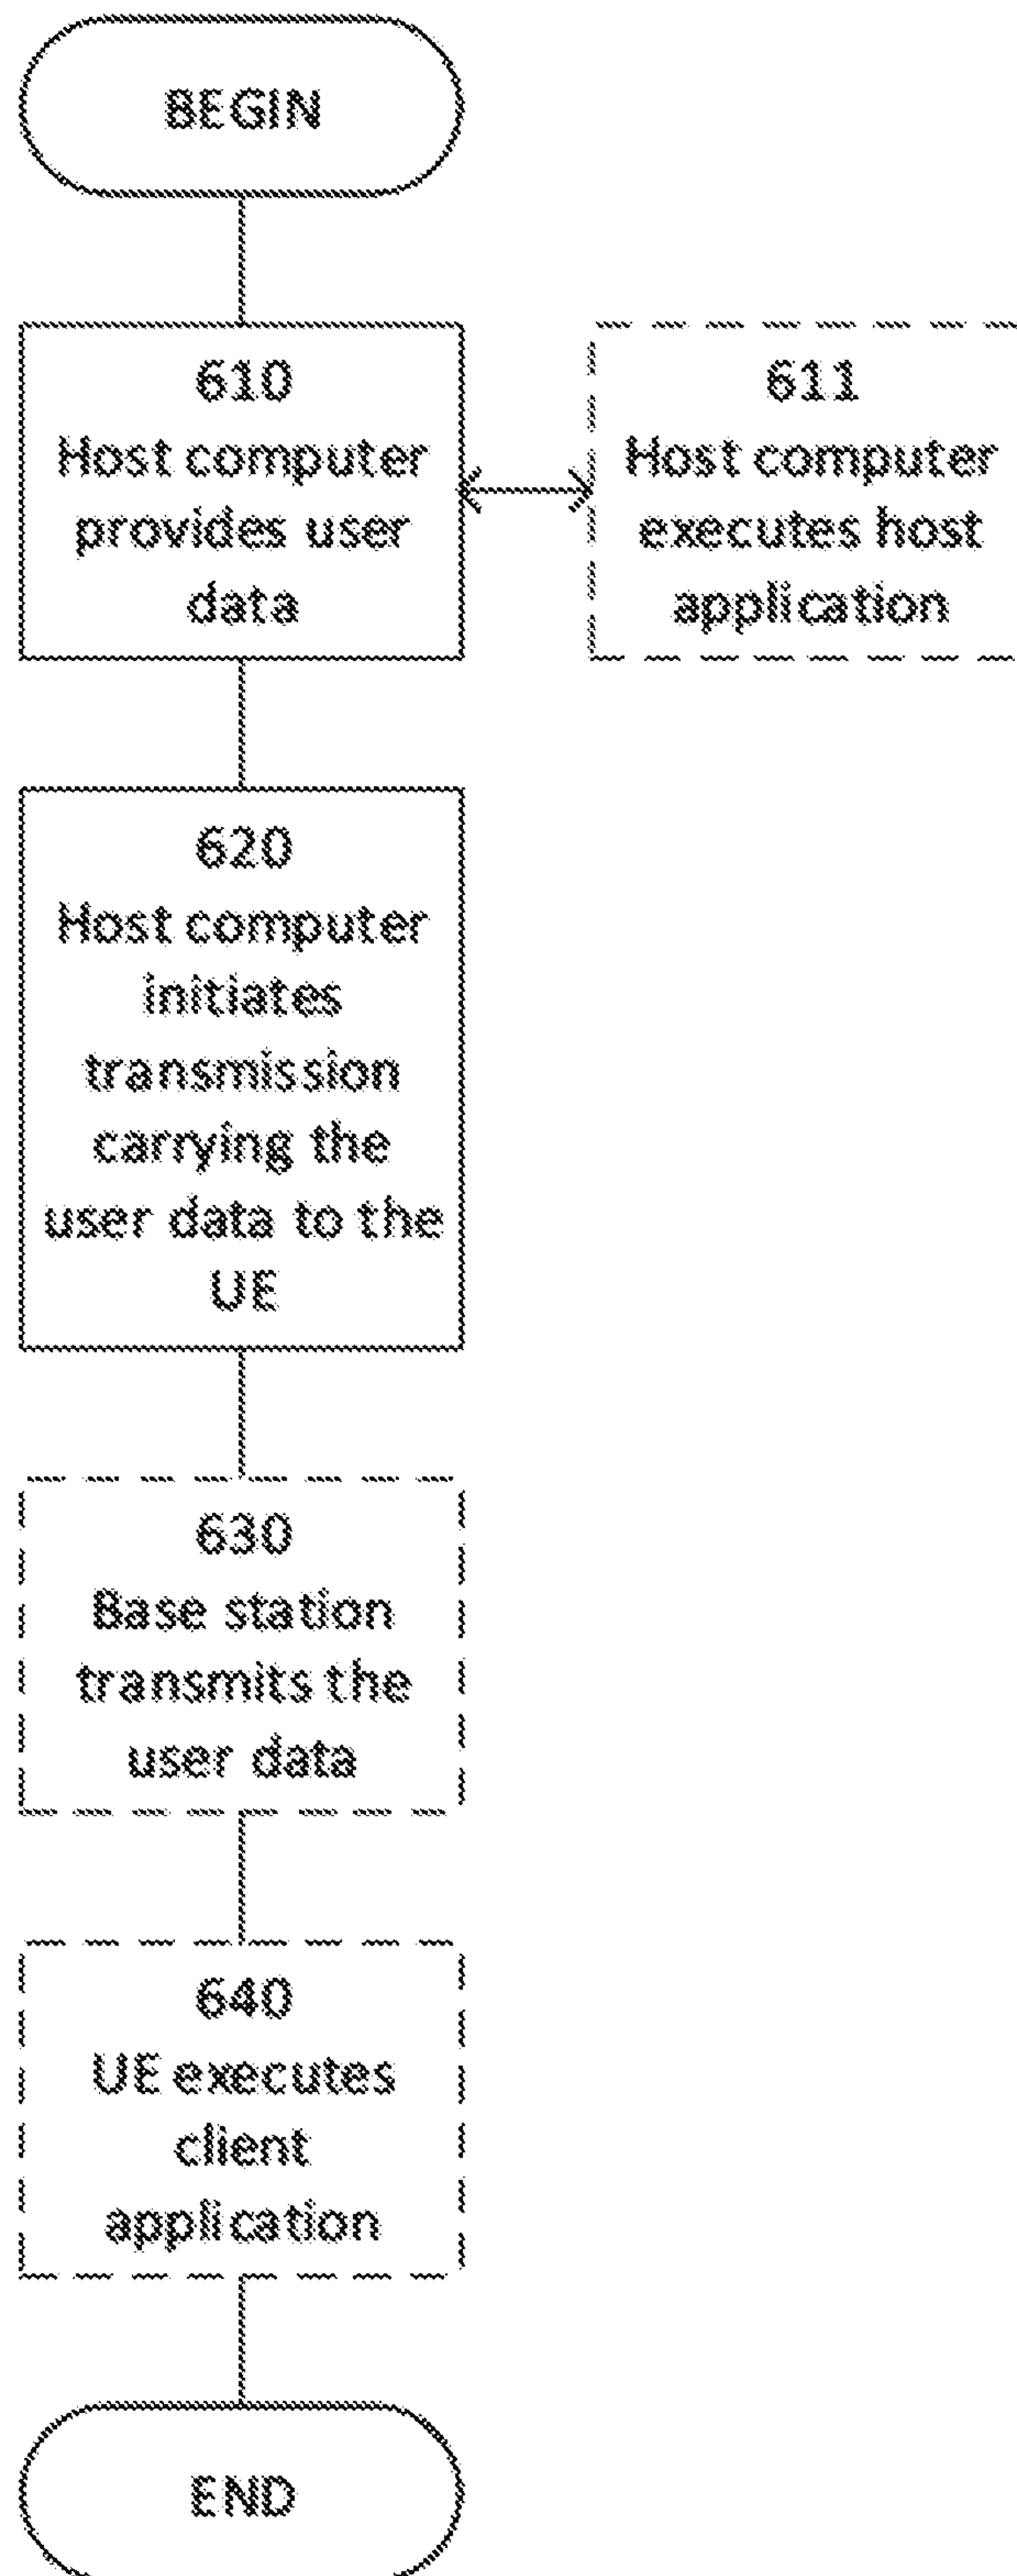 BEGIN
610
Host computer
provides user
data
611
Host computer
executes host
application
620
Host computer
initiates
transmission
carrying the
user data to the
UE
630
Base station
transmits the
user data
640
UE executes
client
application
END